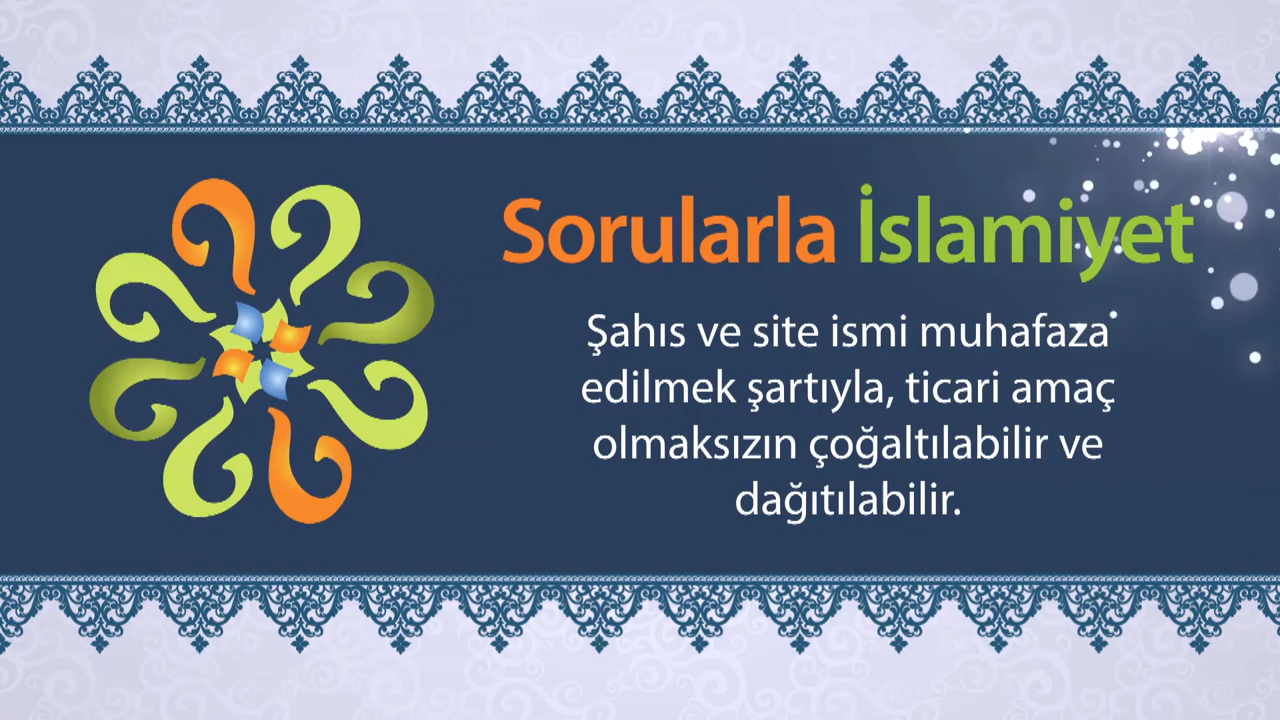 Sorularla İslamiyet
Şahıs ve site ismi muhafaza
edilmek şartıyla, ticari amaç
olmaksızın çoğaltılabilir ve
dağıtılabilir.